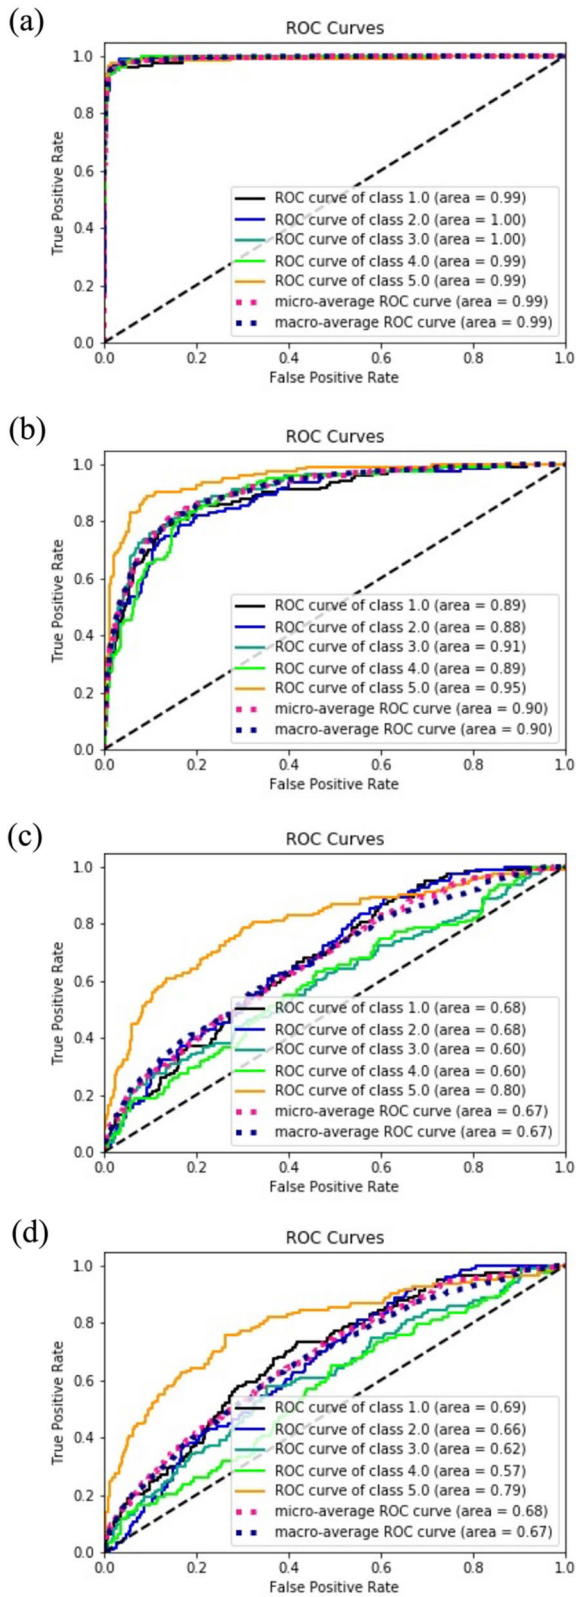 (a)
ROC Curves
1.0
0.8
0.6
0.4
0.2
0.0
True Positive Rate
ROC curve of class 1.0 (area = 0.99)
ROC curve of class 2.0 (area = 1.00)
ROC curve of class 3.0 (area = 1.00)
ROC curve of class 4.0 (area = 0.99)
ROC curve of class 5.0 (area = 0.99)
micro-average ROC curve (area = 0.99)
macro-average ROC curve (area = 0.99)
0.0 0.2 0.4 0.6 0.8 1.0
False Positive Rate
(b)
ROC Curves
1.0
0.8
0.6
0.4
0.2
0.0
True Positive Rate
ROC curve of class 1.0 (area = 0.89)
ROC curve of class 2.0 (area = 0.88)
ROC curve of class 3.0 (area = 0.91)
ROC curve of class 4.0 (area = 0.89)
ROC curve of class 5.0 (area = 0.95)
micro-average ROC curve (area = 0.90)
macro-average ROC curve (area = 0.90)
0.0 0.2 0.4 0.6 0.8 1.0
False Positive Rate
(c)
ROC Curves
1.0
0.8
0.6
0.4
0.2
0.0
True Positive Rate
ROC curve of class 1.0 (area = 0.68)
ROC curve of class 2.0 (area = 0.68)
ROC curve of class 3.0 (area = 0.60)
ROC curve of class 4.0 (area = 0.60)
ROC curve of class 5.0 (area = 0.80)
micro-average ROC curve (area = 0.67)
macro-average ROC curve (area = 0.67)
0.0 0.2 0.4 0.6 0.8 1.0
False Positive Rate
(d)
ROC Curves
1.0
0.8
0.6
0.4
0.2
0.0
True Positive Rate
ROC curve of class 1.0 (area = 0.69)
ROC curve of class 2.0 (area = 0.66)
ROC curve of class 3.0 (area = 0.62)
ROC curve of class 4.0 (area = 0.57)
ROC curve of class 5.0 (area = 0.79)
micro-average ROC curve (area = 0.68)
macro-average ROC curve (area = 0.67)
0.0 0.2 0.4 0.6 0.8 1.0
False Positive Rate